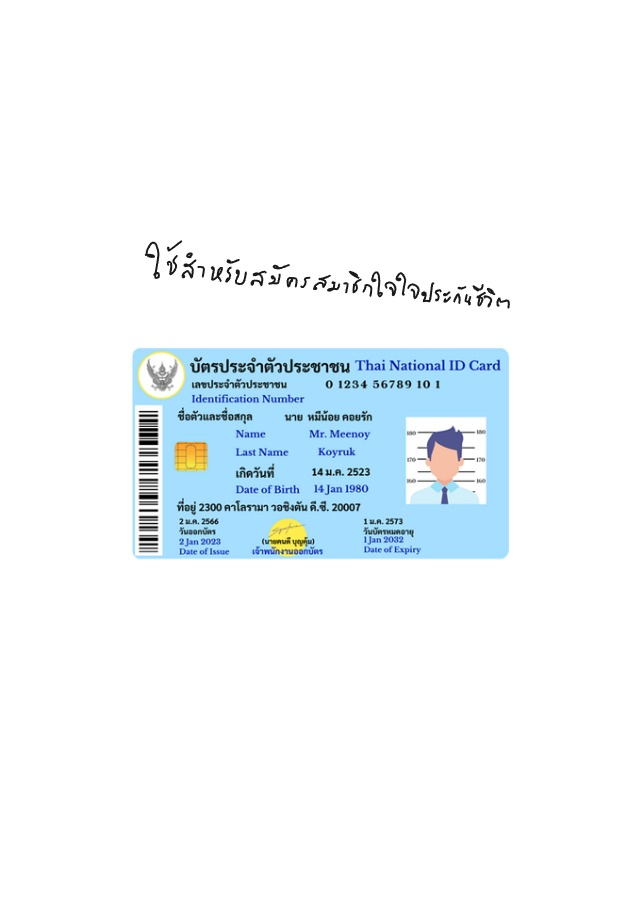 ใช้สำหรับสมัครสมาชิกใจใจประกันชีวิต
บัตรประจำตัวประชาชน Thai National ID Card
เลขประจำตัวประชาชน 0 1234 56789 10 1
Identification Number
ชื่อตัวและชื่อสกุล นาย หมีน้อย คอยรัก
Name Mr. Meenoy
Last Name Koyruk
เกิดวันที่ 14 ม.ค. 2523
Date of Birth 14 Jan 1980
ที่อยู่ 2300 คาโลรามา วอชิงตัน ดี.ซี. 20007
2 ม.ค. 2566
วันออกบัตร
2 Jan 2023
Date of Issue
(นายคนดี บุญคุ้ม)
เจ้าพนักงานออกบัตร
1 ม.ค. 2573
วันบัตรหมดอายุ
1 Jan 2032
Date of Expiry
180 180
170 170
160 160